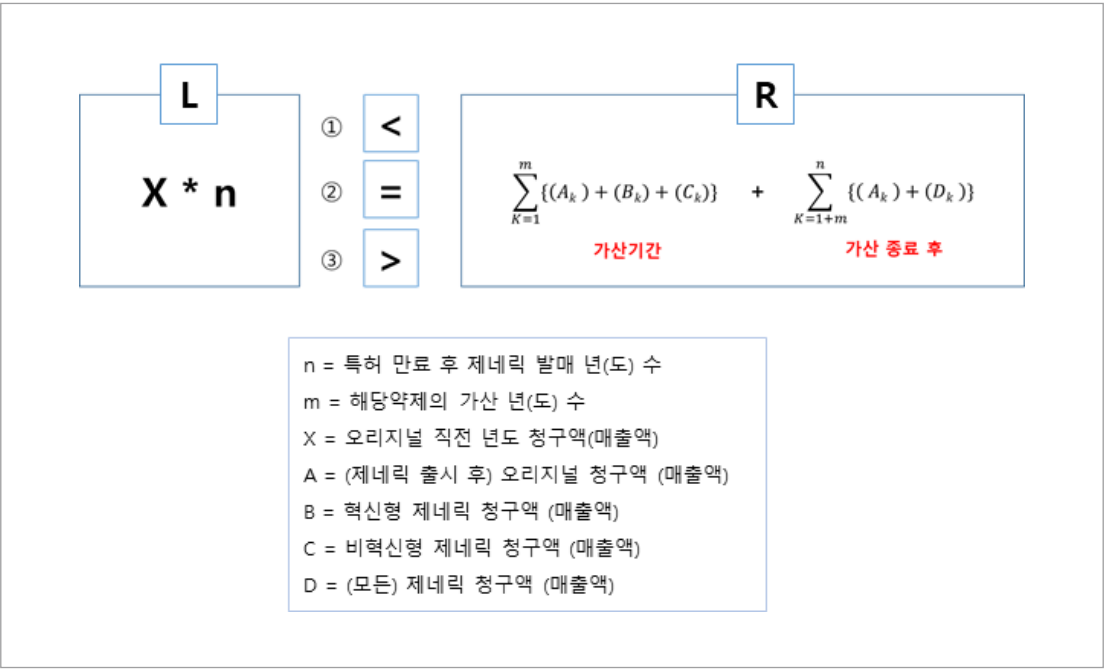 L
R
X * n
① <
② =
③ >
m n
∑{(Aₖ) + (Bₖ) + (Cₖ)} + ∑ {( Aₖ) + (Dₖ)}
K=1 K=1+m
가산기간 가산 종료 후
n = 특허 만료 후 제네릭 발매 년(도) 수
m = 해당약제의 가산 년(도) 수
X = 오리지널 직전 년도 청구액(매출액)
A = (제네릭 출시 후) 오리지널 청구액 (매출액)
B = 혁신형 제네릭 청구액 (매출액)
C = 비혁신형 제네릭 청구액 (매출액)
D = (모든) 제네릭 청구액 (매출액)